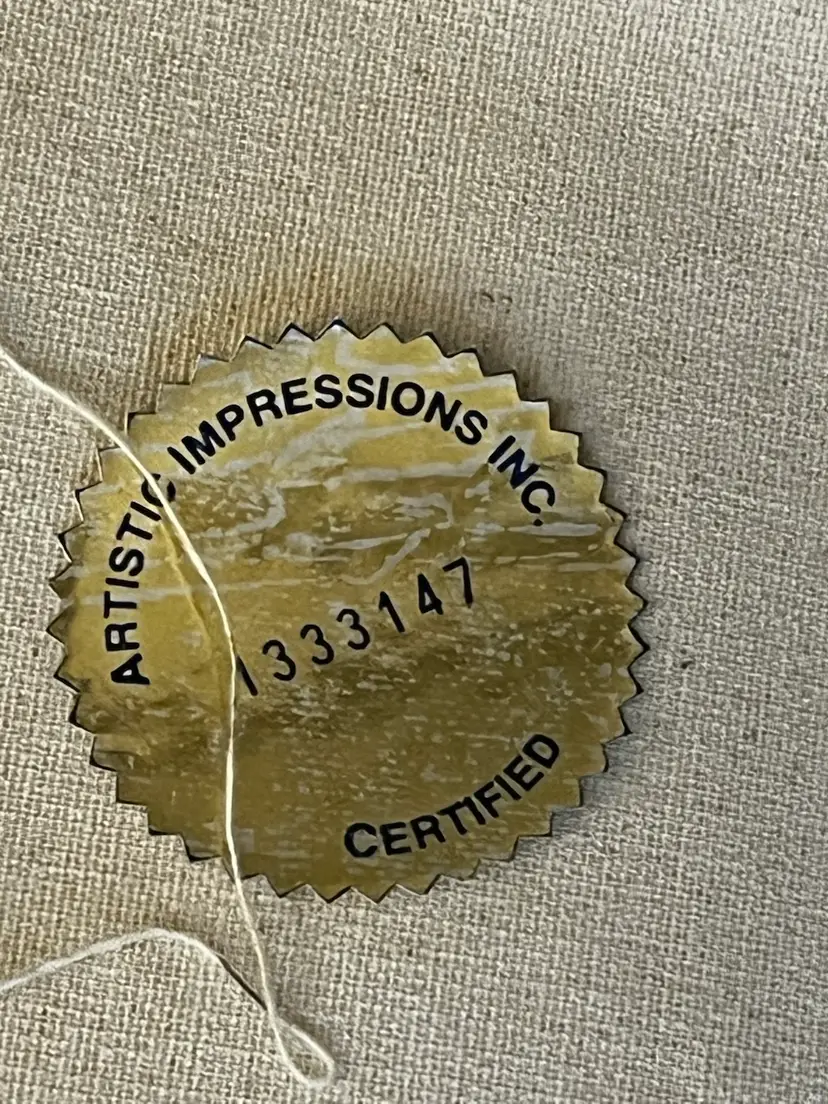 ARTISTIC IMPRESSIONS INC.
1333147
CERTIFIED